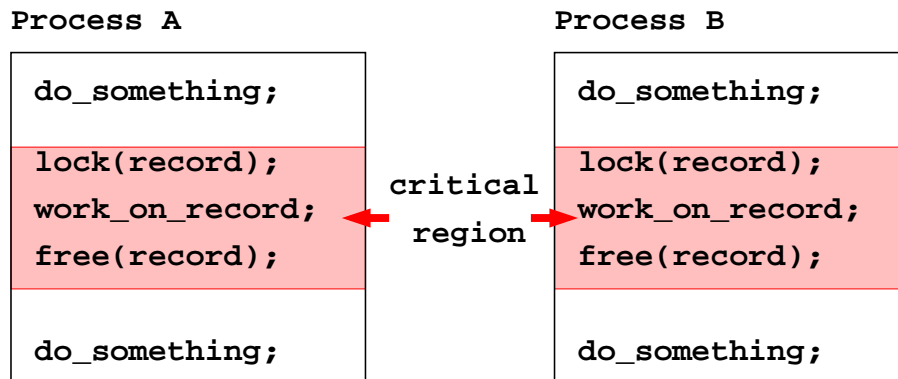 Process A
do_something;
lock(record);
work_on_record;
free(record);
do_something;
critical
region
Process B
do_something;
lock(record);
work_on_record;
free(record);
do_something;